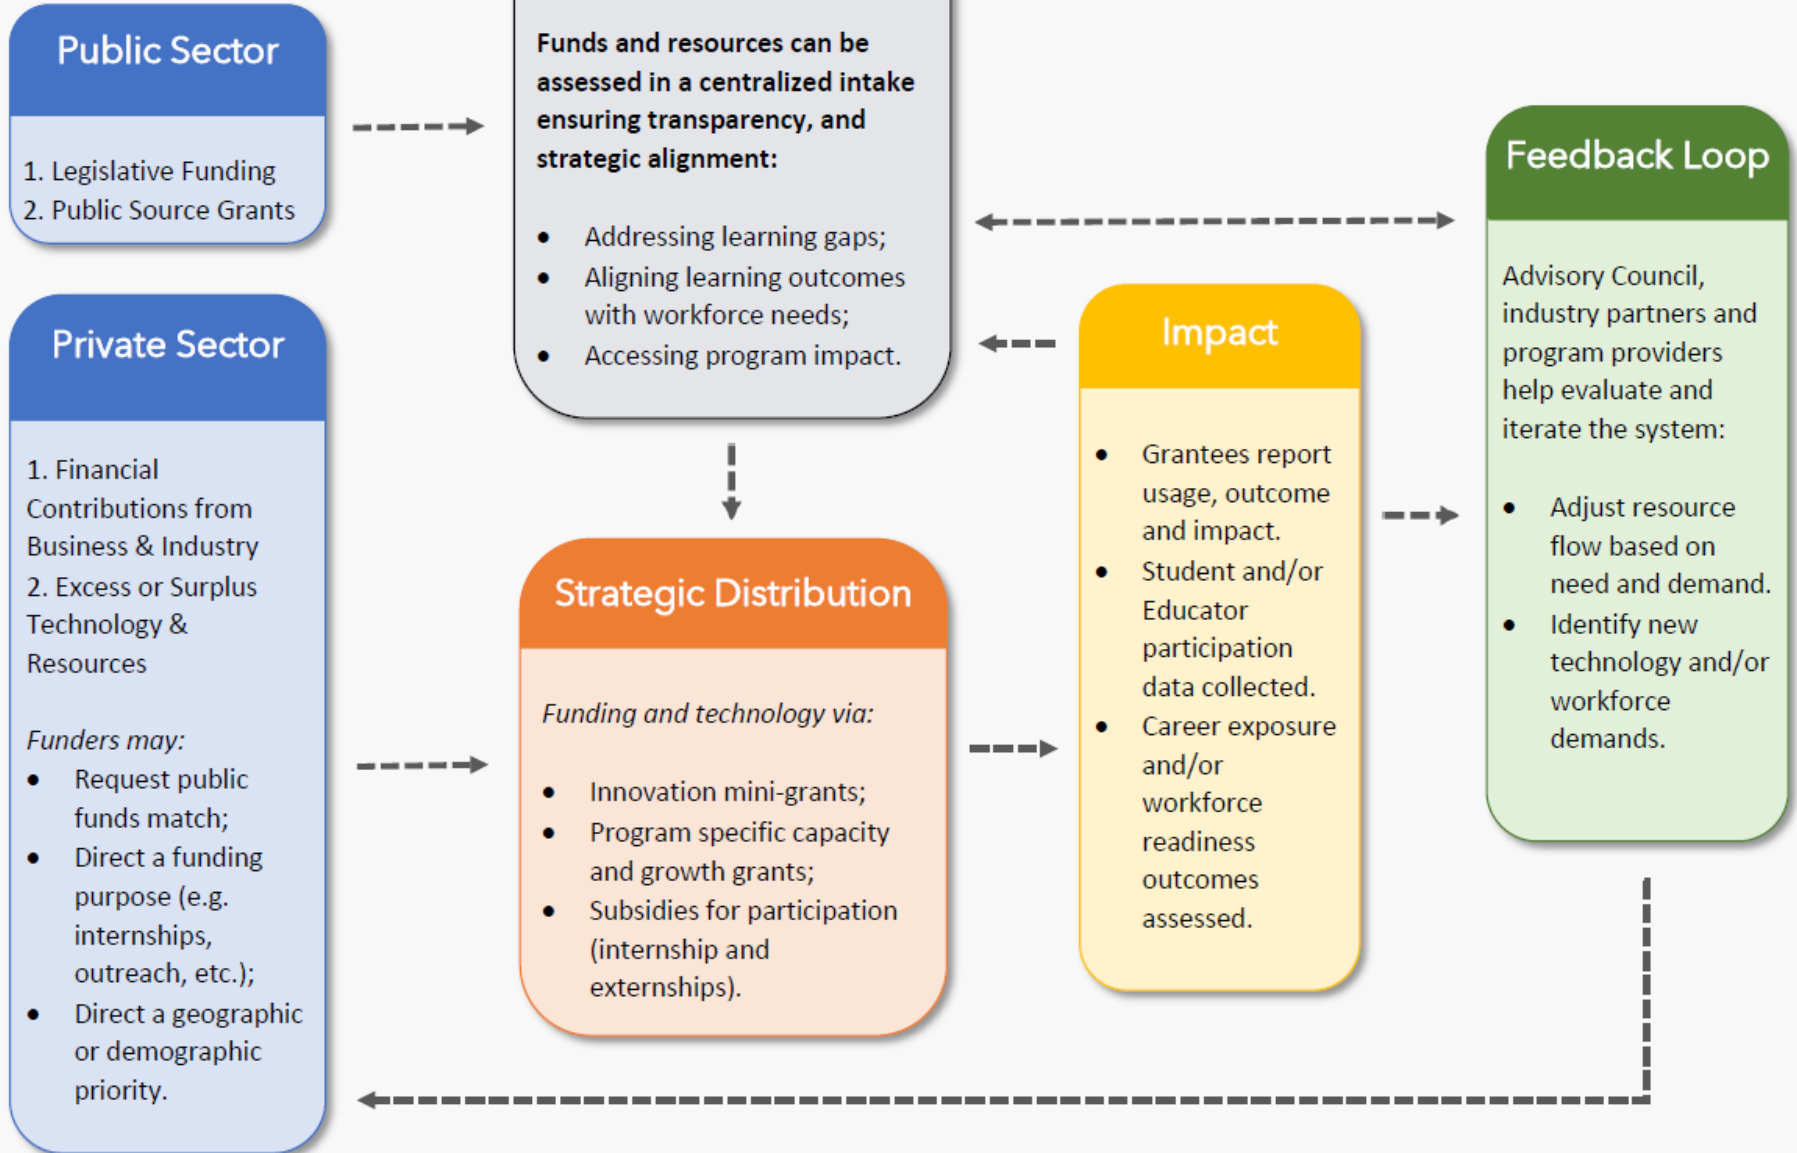 Public Sector
1. Legislative Funding
2. Public Source Grants
Private Sector
1. Financial
Contributions from
Business & Industry
2. Excess or Surplus
Technology &
Resources
Funders may:
• Request public
funds match;
• Direct a funding
purpose (e.g.
internships,
outreach, etc.);
• Direct a geographic
or demographic
priority.
Funds and resources can be
assessed in a centralized intake
ensuring transparency, and
strategic alignment:
• Addressing learning gaps;
• Aligning learning outcomes
with workforce needs;
• Accessing program impact.
Strategic Distribution
Funding and technology via:
• Innovation mini-grants;
• Program specific capacity
and growth grants;
• Subsidies for participation
(internship and
externships).
Impact
• Grantees report
usage, outcome
and impact.
• Student and/or
Educator
participation
data collected.
• Career exposure
and/or
workforce
readiness
outcomes
assessed.
Feedback Loop
Advisory Council,
industry partners and
program providers
help evaluate and
iterate the system:
• Adjust resource
flow based on
need and demand.
• Identify new
technology and/or
workforce
demands.